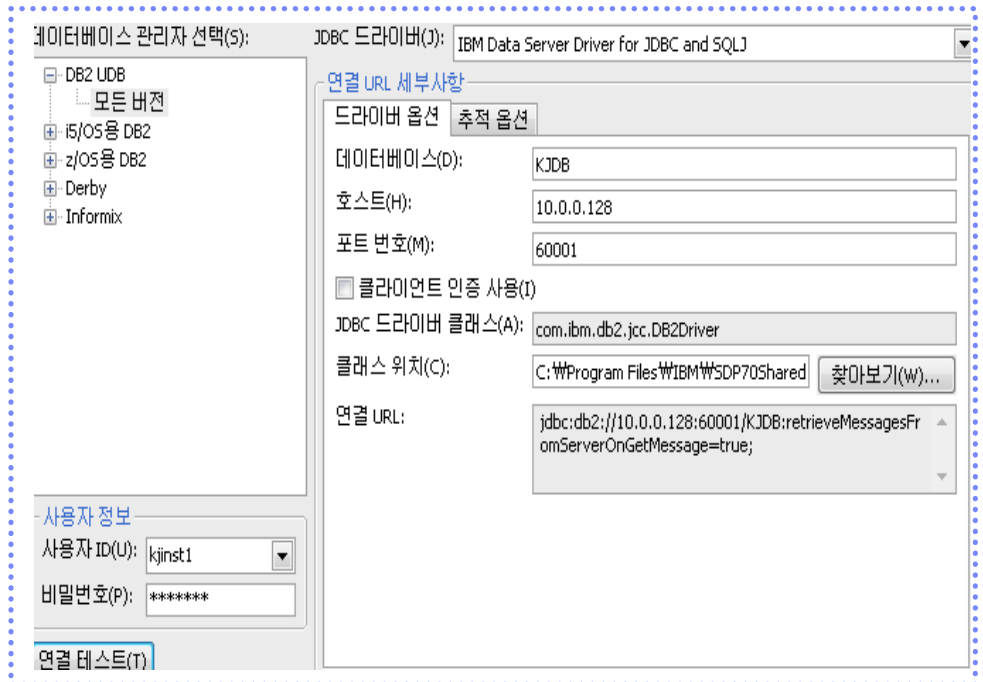 데이터베이스 관리자 선택(S):
DB2 UDB
모든 버전
i5/OS용 DB2
z/OS용 DB2
Derby
Informix
사용자 정보
사용자 ID(U): kjinst1
비밀번호(P): *******
연결 테스트(T)
JDBC 드라이버(J): IBM Data Server Driver for JDBC and SQLJ
연결 URL 세부사항
드라이버 옵션 추적 옵션
데이터베이스(D): KJDB
호스트(H): 10.0.0.128
포트 번호(M): 60001
클라이언트 인증 사용(I)
JDBC 드라이버 클래스(A): com.ibm.db2.jcc.DB2Driver
클래스 위치(C): C:₩Program Files₩IBM₩SDP70Shared 찾아보기(W)...
연결 URL: jdbc:db2://10.0.0.128:60001/KJDB:retrieveMessagesFr
omServerOnGetMessage=true;